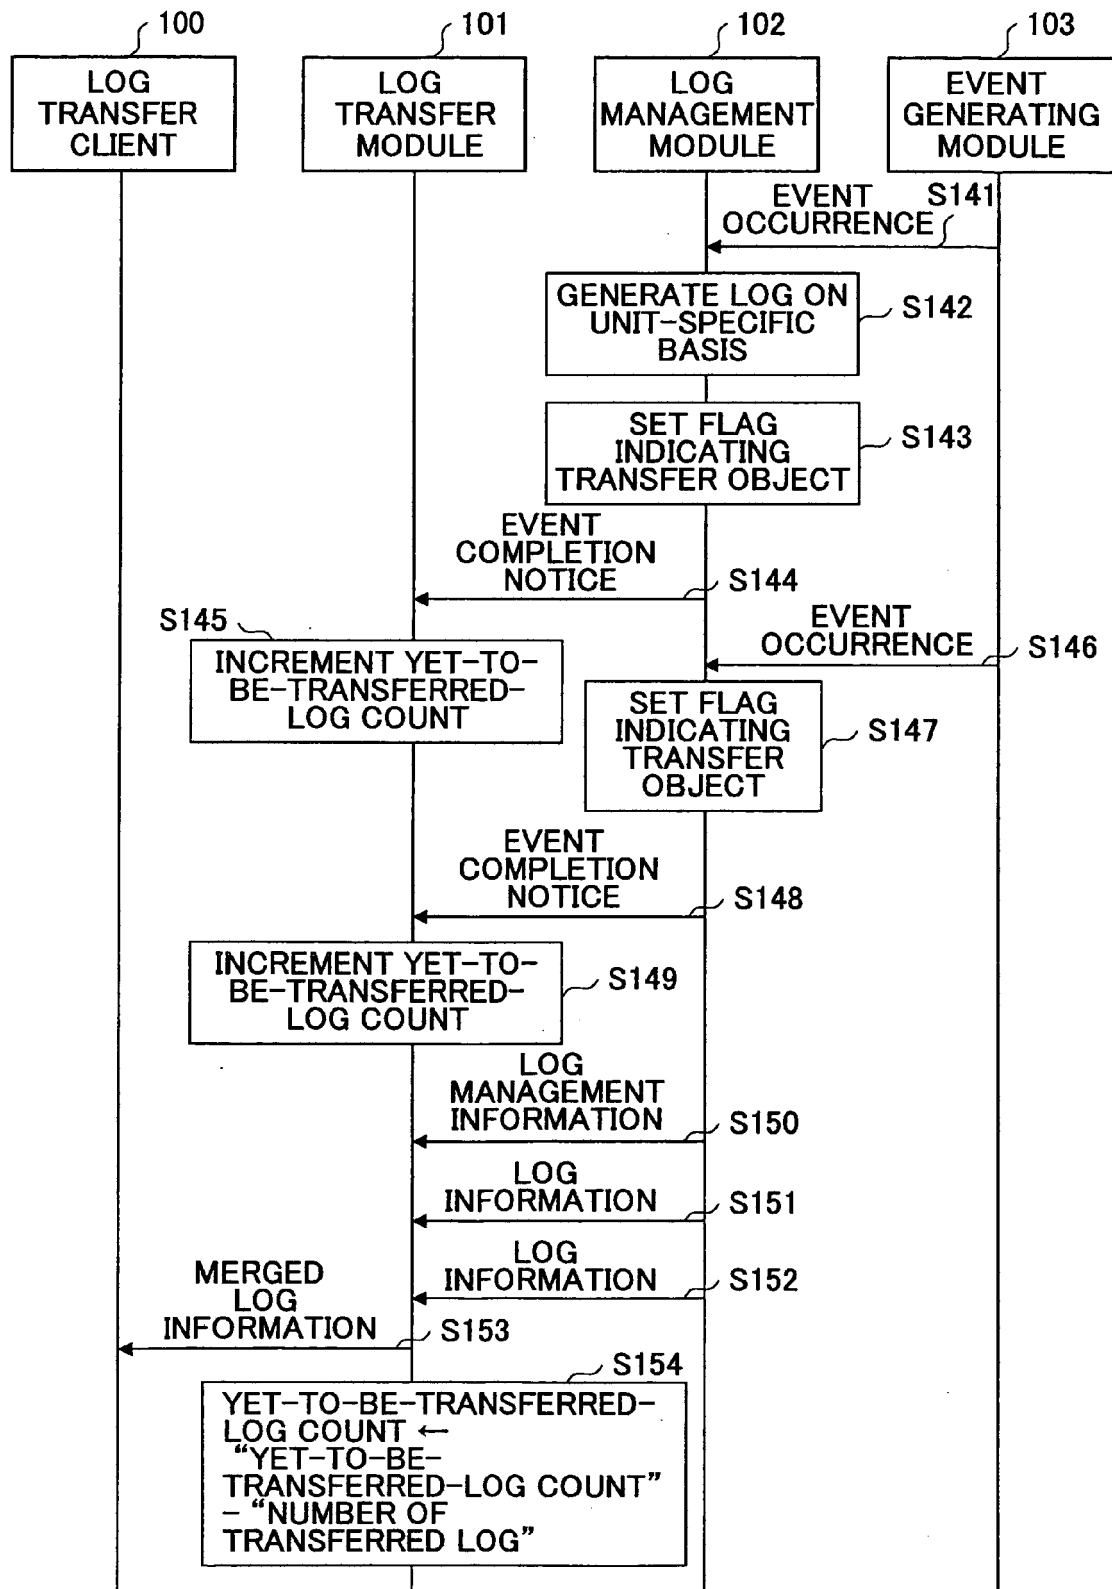 100
101
102
103
LOG
TRANSFER
CLIENT
LOG
TRANSFER
MODULE
LOG
MANAGEMENT
MODULE
EVENT
GENERATING
MODULE
EVENT
OCCURRENCE
S141
GENERATE LOG ON
UNIT-SPECIFIC
BASIS
S142
SET FLAG
INDICATING
TRANSFER OBJECT
S143
EVENT
COMPLETION
NOTICE
S144
S145
INCREMENT YET-TO-
BE-TRANSFERRED-
LOG COUNT
EVENT
OCCURRENCE
S146
SET FLAG
INDICATING
TRANSFER
OBJECT
S147
EVENT
COMPLETION
NOTICE
S148
INCREMENT YET-TO-
BE-TRANSFERRED-
LOG COUNT
S149
LOG
MANAGEMENT
INFORMATION
S150
LOG
INFORMATION
S151
LOG
INFORMATION
S152
MERGED
LOG
INFORMATION
S153
S154
YET-TO-BE-TRANSFERRED-
LOG COUNT ←
“YET-TO-BE-
TRANSFERRED-LOG COUNT”
- “NUMBER OF
TRANSFERRED LOG”